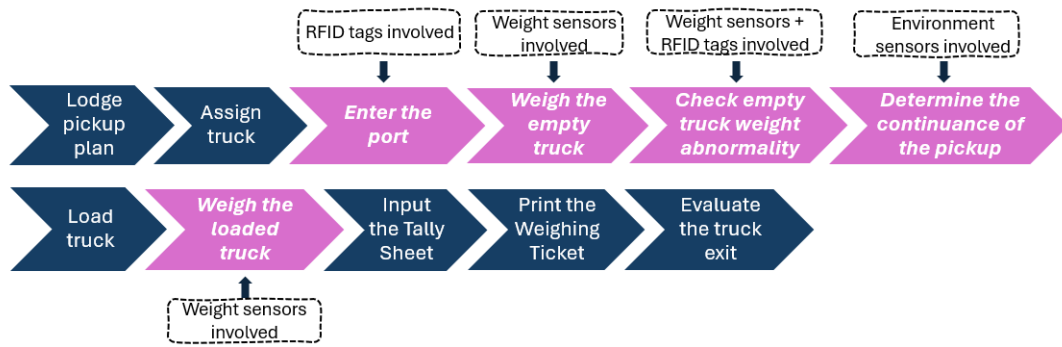 RFID tags involved
Weight sensors
involved
Weight sensors +
RFID tags involved
Environment
sensors involved
Lodge
pickup
plan
Assign
truck
Enter the
port
Weigh the
empty
truck
Check empty
truck weight
abnormality
Determine the
continuance of
the pickup
Load
truck
Weigh the
loaded
truck
Input
the Tally
Sheet
Print the
Weighing
Ticket
Evaluate
the truck
exit
Weight sensors
involved